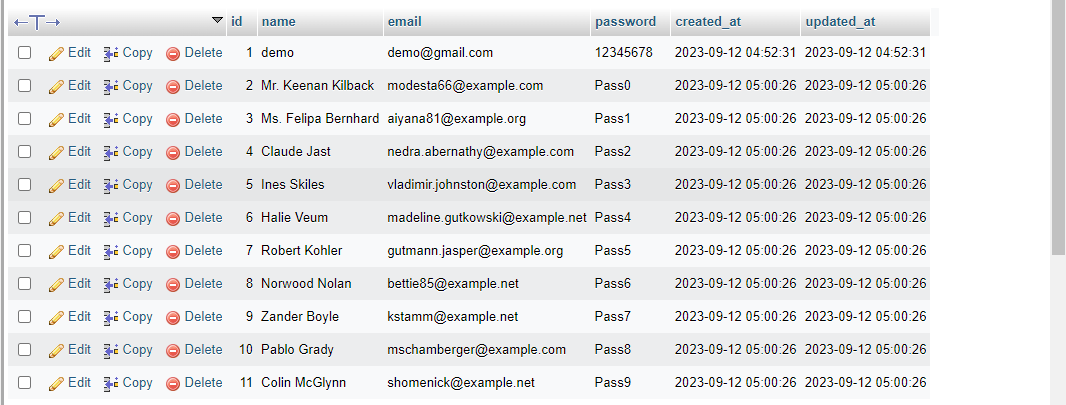 ←T→ id name email password created_at updated_at
Edit Copy Delete 1 demo demo@gmail.com 12345678 2023-09-12 04:52:31 2023-09-12 04:52:31
Edit Copy Delete 2 Mr. Keenan Kilback modesta66@example.com Pass0 2023-09-12 05:00:26 2023-09-12 05:00:26
Edit Copy Delete 3 Ms. Felipa Bernhard aiyana81@example.org Pass1 2023-09-12 05:00:26 2023-09-12 05:00:26
Edit Copy Delete 4 Claude Jast nedra.abernathy@example.com Pass2 2023-09-12 05:00:26 2023-09-12 05:00:26
Edit Copy Delete 5 Ines Skiles vladimir.johnston@example.com Pass3 2023-09-12 05:00:26 2023-09-12 05:00:26
Edit Copy Delete 6 Halie Veum madeline.gutkowski@example.net Pass4 2023-09-12 05:00:26 2023-09-12 05:00:26
Edit Copy Delete 7 Robert Kohler gutmann.jasper@example.org Pass5 2023-09-12 05:00:26 2023-09-12 05:00:26
Edit Copy Delete 8 Norwood Nolan bettie85@example.net Pass6 2023-09-12 05:00:26 2023-09-12 05:00:26
Edit Copy Delete 9 Zander Boyle kstamm@example.net Pass7 2023-09-12 05:00:26 2023-09-12 05:00:26
Edit Copy Delete 10 Pablo Grady mschamberger@example.com Pass8 2023-09-12 05:00:26 2023-09-12 05:00:26
Edit Copy Delete 11 Colin McGlynn shomenick@example.net Pass9 2023-09-12 05:00:26 2023-09-12 05:00:26